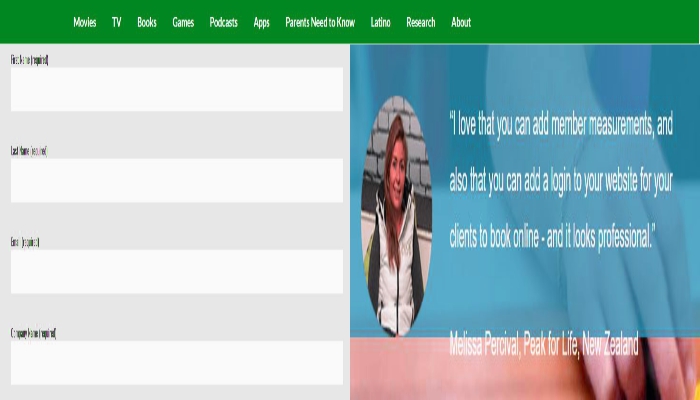 Movies TV Books Games Podcasts Apps Parents Need to Know Latino Research About
First Name (required)
Last Name (required)
Email (required)
Company Name (required)
“I love that you can add member measurements, and
also that you can add a login to your website for your
clients to book online - and it looks professional.”
Melissa Percival, Peak for Life, New Zealand